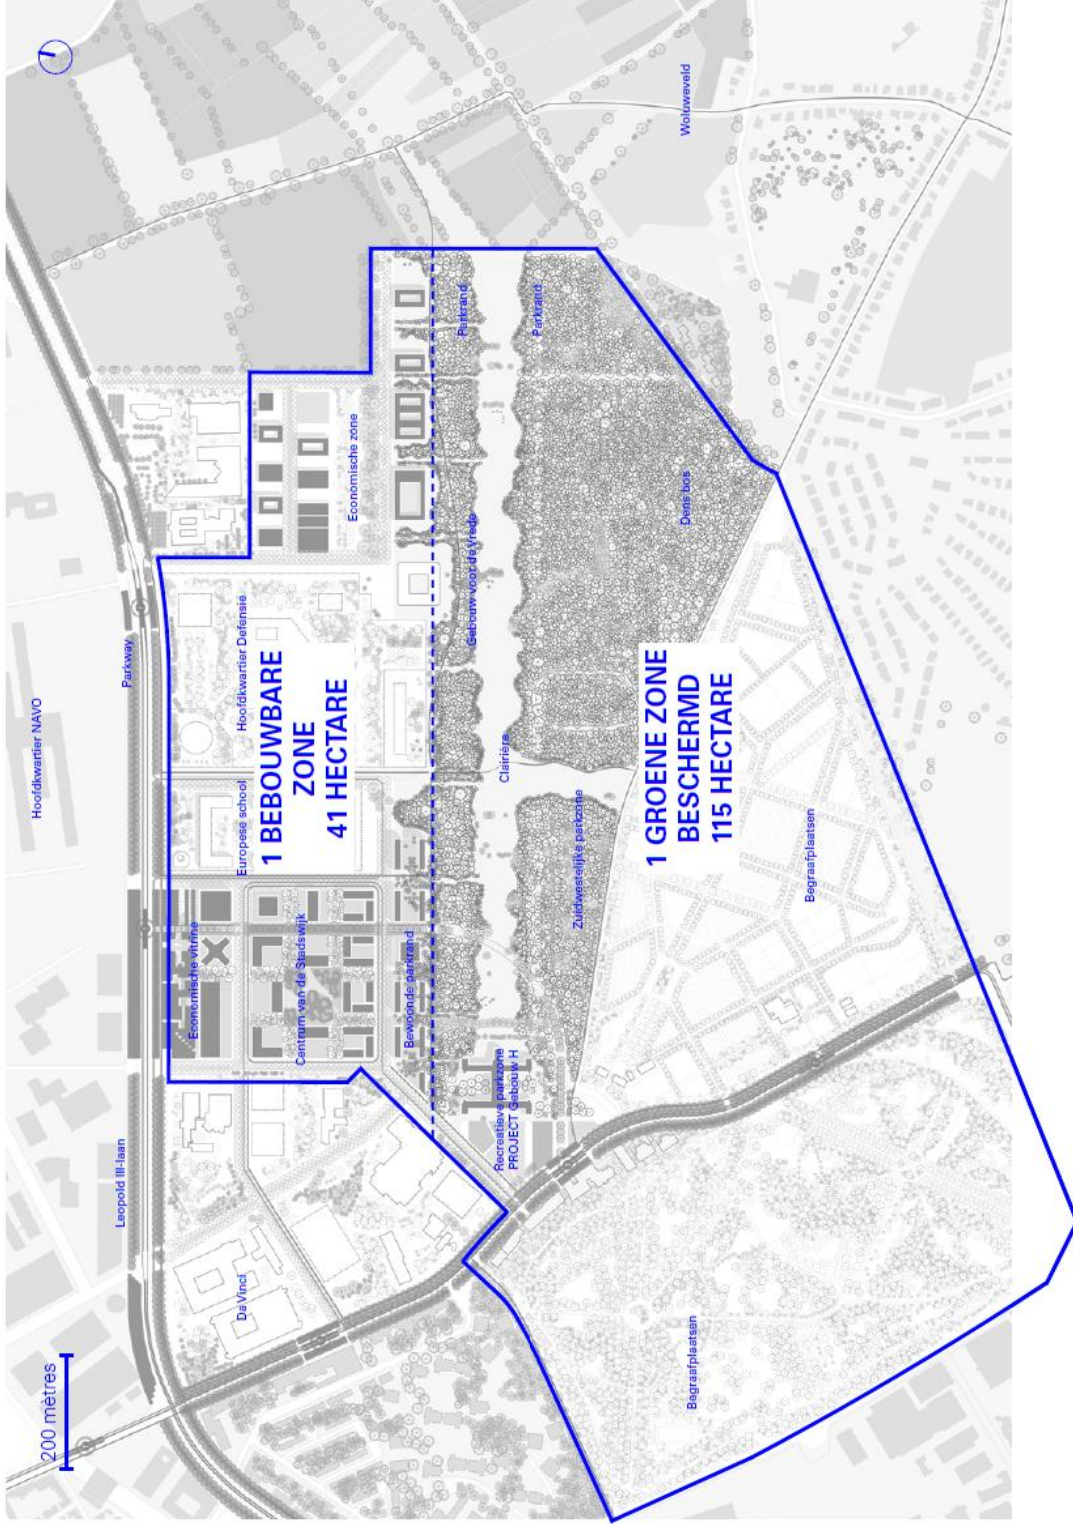 Hoofdkwartier NAVO
200 mètres
Leopold III-laan
Parkway
Economische vitrine
Da Vinci
Europese school
Hoofdkwartier Defensie
1 BEBOUWBARE
ZONE
41 HECTARE
Centrum van de Stadswijk
Economische zone
Bewoonde parkrand
Parkrand
Gebouw voor de Vrede
Recreatieve parkzone
PROJECT Gebouw H
Clairière
Parkrand
Zuidwestelijke parkzone
1 GROENE ZONE
BESCHERMD
115 HECTARE
Begraafplaatsen
Dens bos
Woluweveld
Begraafplaatsen